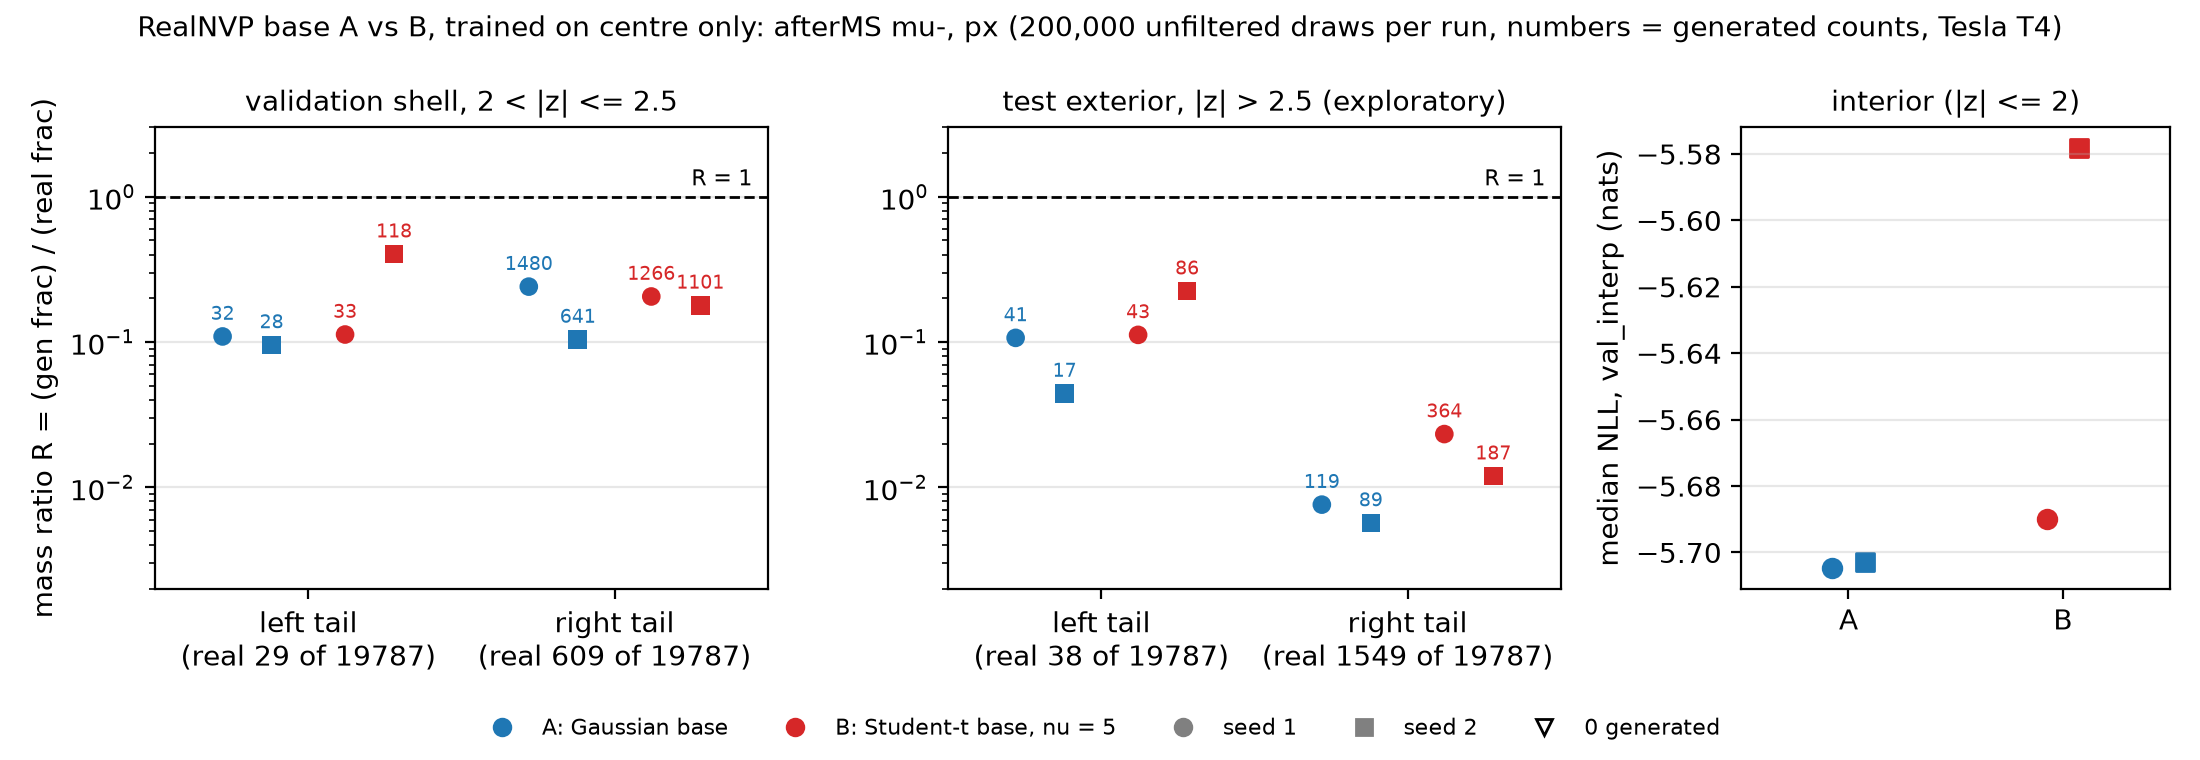 RealNVP base A vs B, trained on centre only: afterMS mu-, px (200,000 unfiltered draws per run, numbers = generated counts, Tesla T4)
validation shell, 2 < |z| <= 2.5
mass ratio R = (gen frac) / (real frac)
10⁰
10⁻¹
10⁻²
R = 1
32
28
33
118
1480
641
1266
1101
left tail
(real 29 of 19787)
right tail
(real 609 of 19787)
test exterior, |z| > 2.5 (exploratory)
10⁰
10⁻¹
10⁻²
R = 1
41
17
43
86
119
89
364
187
left tail
(real 38 of 19787)
right tail
(real 1549 of 19787)
interior (|z| <= 2)
median NLL, val_interp (nats)
−5.58
−5.60
−5.62
−5.64
−5.66
−5.68
−5.70
A
B
A: Gaussian base
B: Student-t base, nu = 5
seed 1
seed 2
0 generated